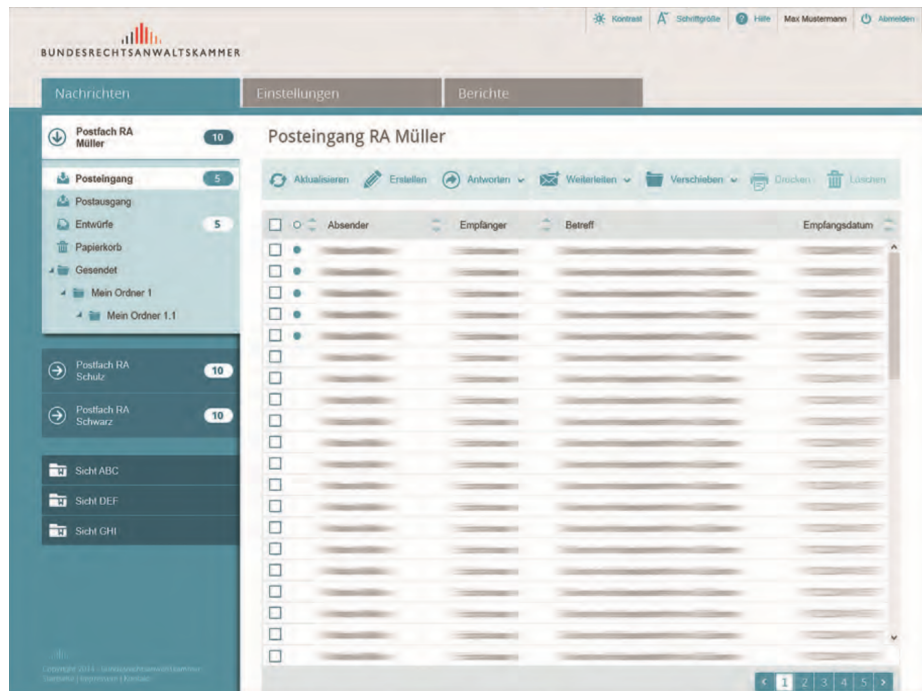 Kontrast Schriftgröße Hilfe Max Mustermann Abmelden
BUNDESRECHTSANWALTSKAMMER
Nachrichten Einstellungen Berichte
Postfach RA
Müller 10
Posteingang 5
Postausgang
Entwürfe 5
Papierkorb
Gesendet
Mein Ordner 1
Mein Ordner 1.1
Postfach RA
Schulz 10
Postfach RA
Schwarz 10
Sicht ABC
Sicht DEF
Sicht GHI
Posteingang RA Müller
Aktualisieren Erstellen Antworten Weiterleiten Verschieben Drucken Löschen
Absender Empfänger Betreff Empfangsdatum
1 2 3 4 5